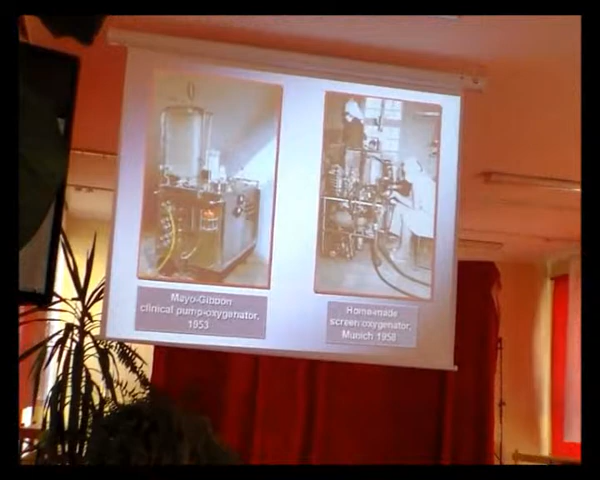 Mayo-Gibbon
clinical pump-oxygenator,
1953
Home-made
screen oxygenator,
Munich 1958